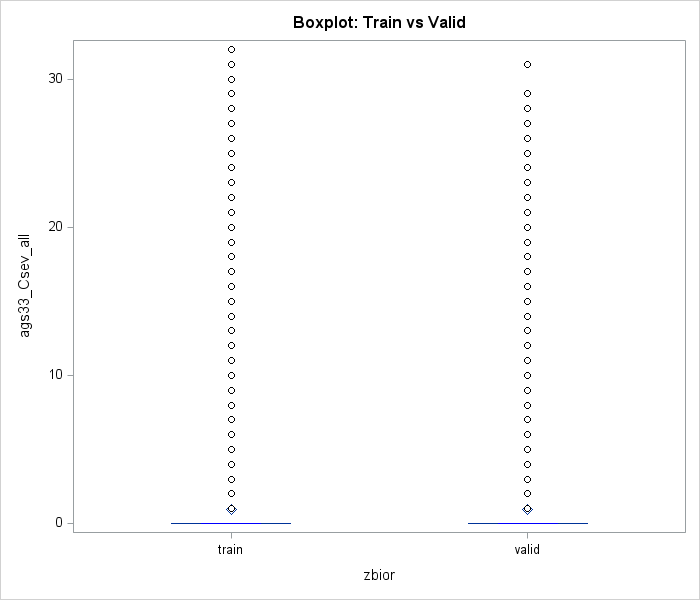 Boxplot: Train vs Valid
30
20
10
0
ags33_Csev_all
train
valid
zbior